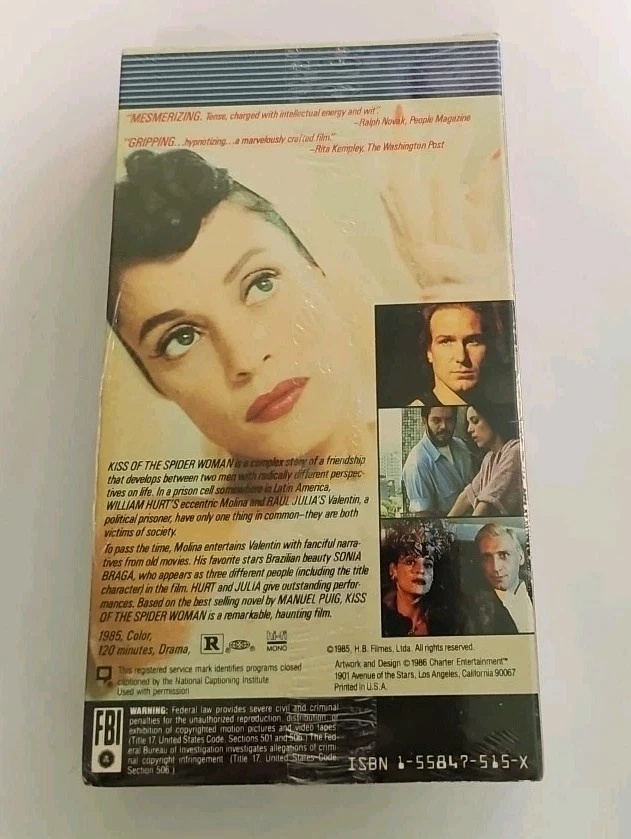 "MESMERIZING. Tense, charged with intellectual energy and wit"
—Ralph Novak, People Magazine
"GRIPPING...hypnotizing...a marvelously crafted film."
—Rita Kempley, The Washington Post
KISS OF THE SPIDER WOMAN is a complex story of a friendship
that develops between two men with radically different perspec-
tives on life. In a prison cell somewhere in Latin America,
WILLIAM HURT'S eccentric Molina and RAUL JULIA'S Valentin, a
political prisoner, have only one thing in common–they are both
victims of society.
To pass the time, Molina entertains Valentin with fanciful narra-
tives from old movies. His favorite stars Brazilian beauty SONIA
BRAGA, who appears as three different people (including the title
character) in the film. HURT and JULIA give outstanding perfor-
mances. Based on the best selling novel by MANUEL PUIG, KISS
OF THE SPIDER WOMAN is a remarkable, haunting film.
1985, Color,
120 minutes, Drama,
R
hi-fi
MONO
This registered service mark identifies programs closed
captioned by the National Captioning Institute
Used with permission
©1985, H.B. Filmes, Ltda. All rights reserved.
Artwork and Design © 1986 Charter Entertainment™
1901 Avenue of the Stars, Los Angeles, California 90067
Printed in U.S.A.
FBI
WARNING: Federal law provides severe civil and criminal
penalties for the unauthorized reproduction, distribution or
exhibition of copyrighted motion pictures and video tapes
(Title 17 United States Code, Sections 501 and 506.) The Fed-
eral Bureau of investigation investigates allegations of crimi-
nal copyright infringement (Title 17 United States Code
Section 506.)
ISBN 1-55847-515-X